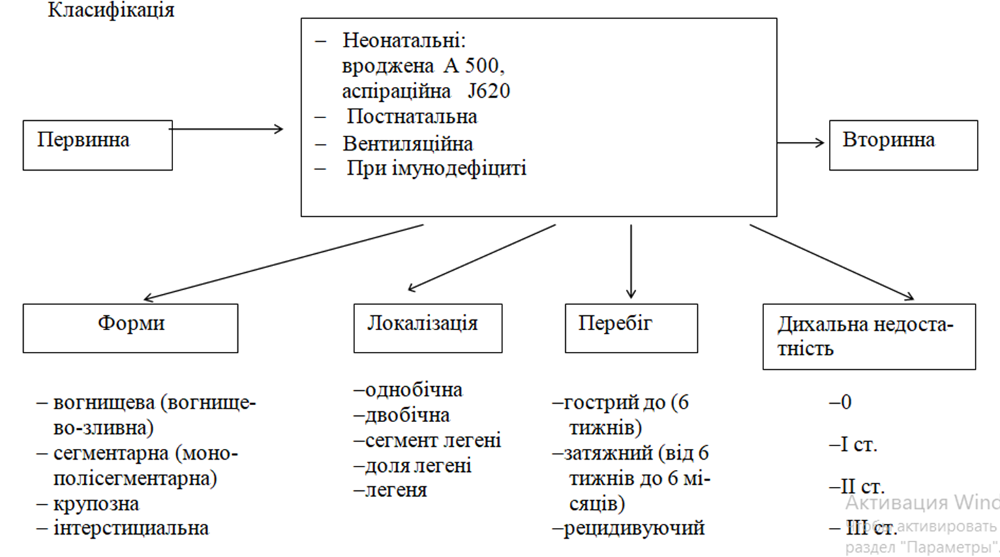 Класифікація
– Неонатальні:
вроджена А 500,
аспіраційна J620
– Постнатальна
– Вентиляційна
– При імунодефіциті
Первинна
Вторинна
Форми
– вогнищева (вогнище-
во-зливна)
– сегментарна (моно-
полісегментарна)
– крупозна
– інтерстициальна
Локалізація
–однобічна
–двобічна
–сегмент легені
–доля легені
–легеня
Перебіг
–гострий до (6
тижнів)
–затяжний (від 6
тижнів до 6 мі-
сяців)
–рецидивуючий
Дихальна недоста-
тність
–0
–І ст.
–ІІ ст.
– ІІІ ст.
Активация Wind
Чтобы активировать
раздел "Параметры".